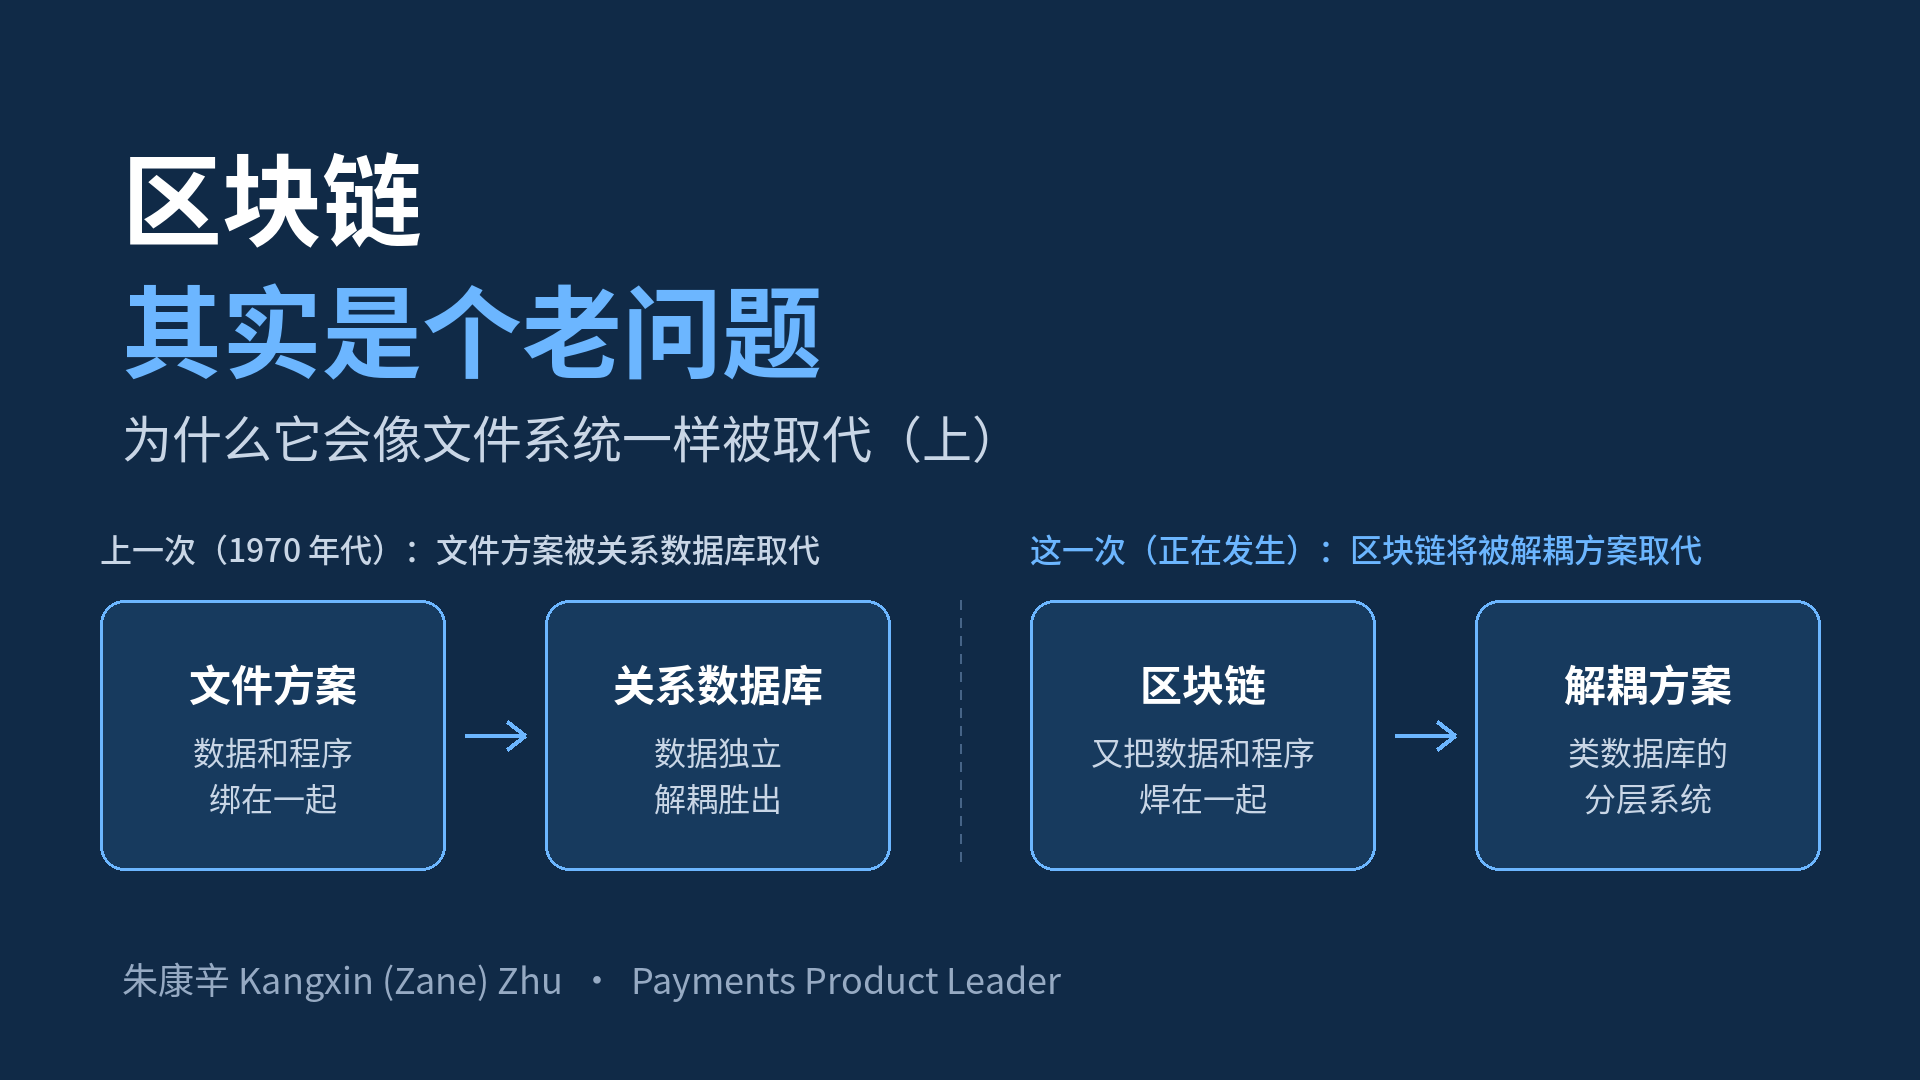 区块链
其实是个老问题
为什么它会像文件系统一样被取代（上）
上一次（1970 年代）：文件方案被关系数据库取代
文件方案
数据和程序
绑在一起
关系数据库
数据独立
解耦胜出
这一次（正在发生）：区块链将被解耦方案取代
区块链
又把数据和程序
焊在一起
解耦方案
类数据库的
分层系统
朱康辛 Kangxin (Zane) Zhu • Payments Product Leader